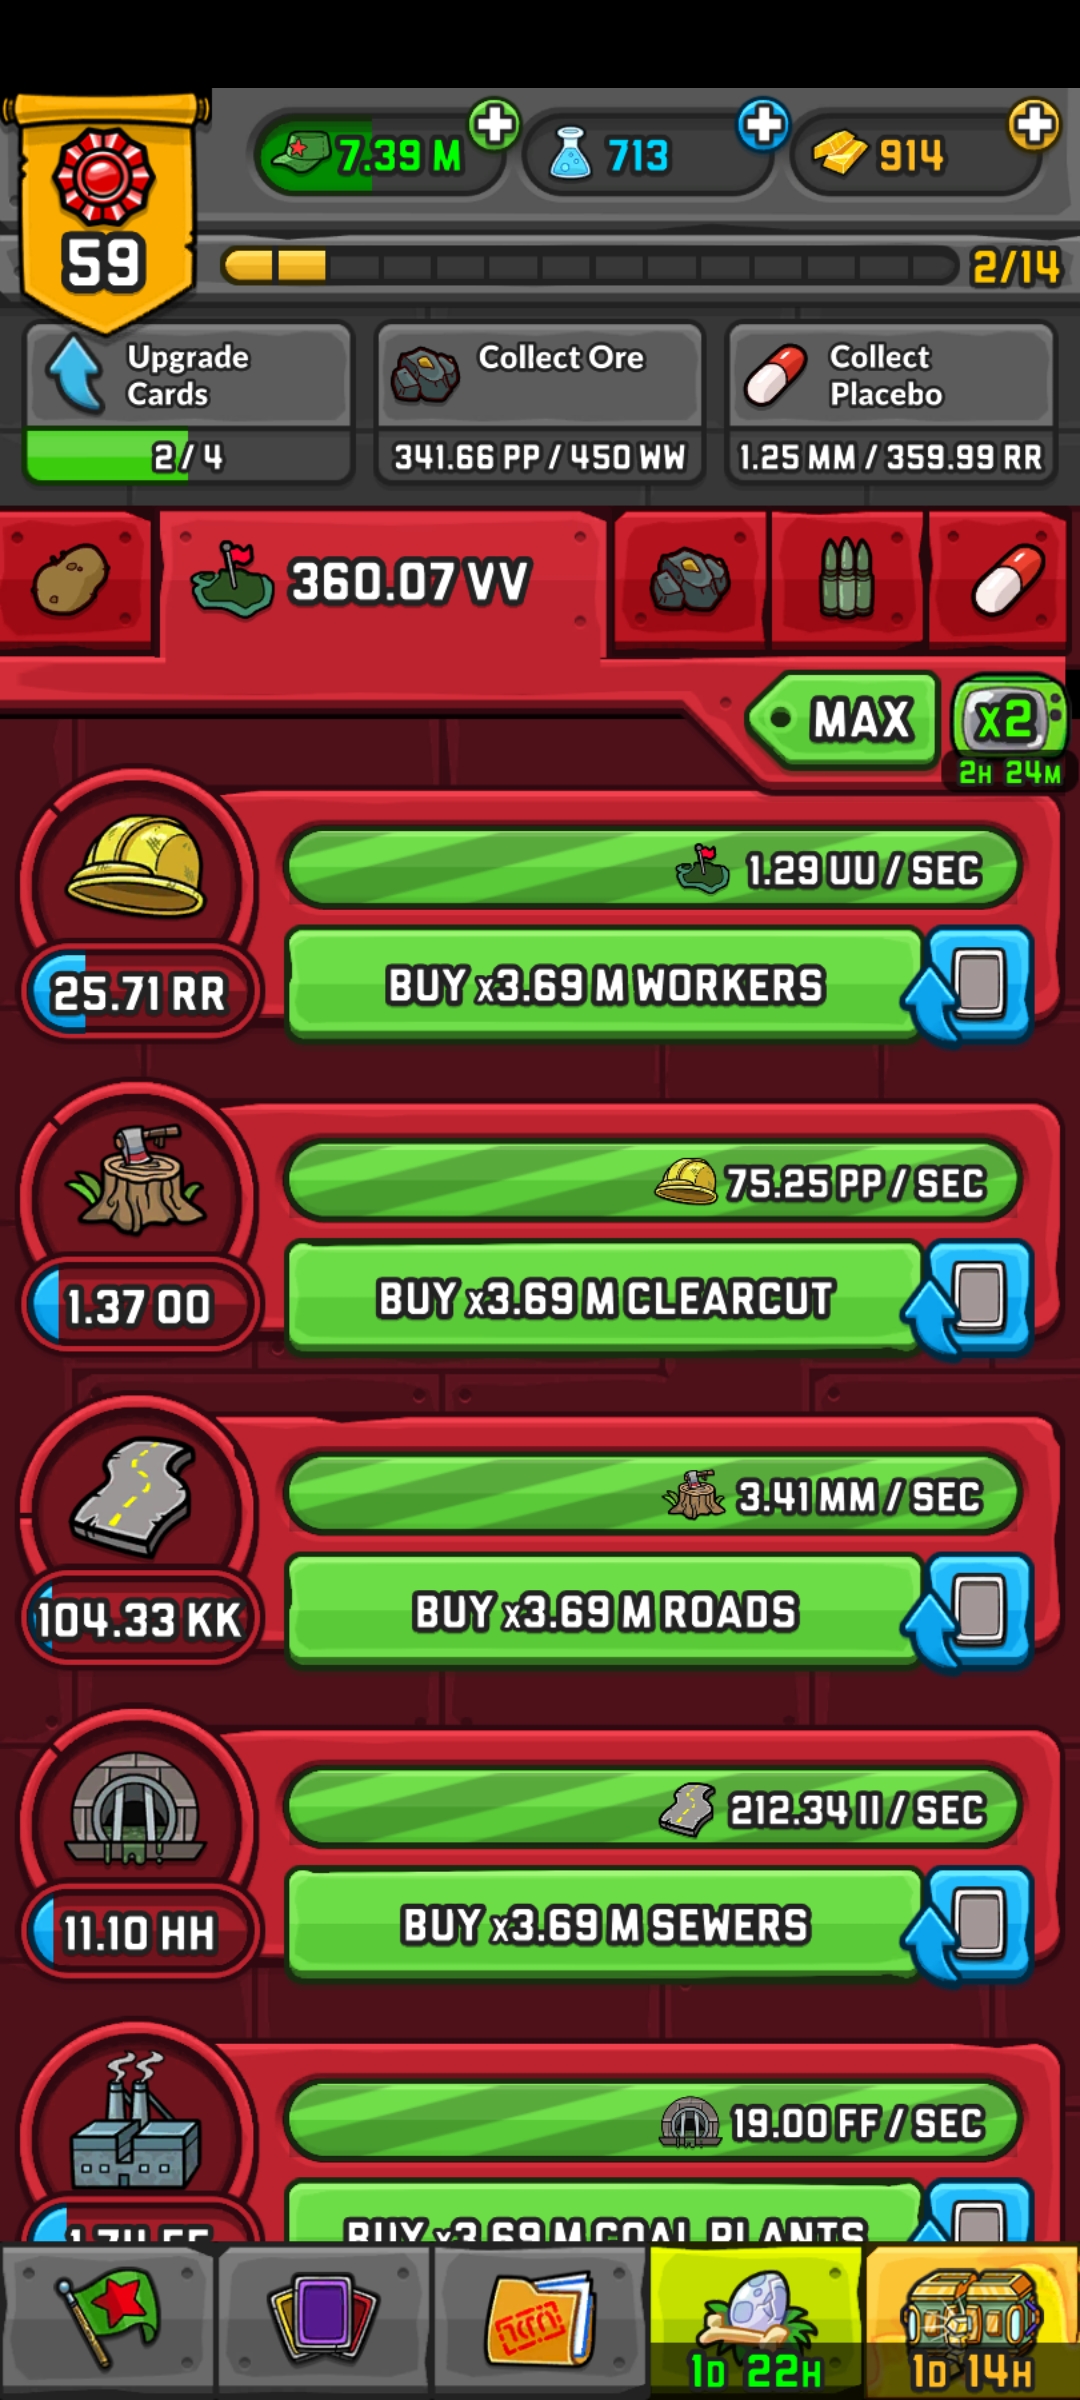 7.39 M
713
914
59
2/14
Upgrade
Cards
2/4
Collect Ore
341.66 PP / 450 WW
Collect
Placebo
1.25 MM / 359.99 RR
360.07 VV
MAX
x2
2H 24M
1.29 UU / SEC
25.71 RR
BUY x3.69 M WORKERS
75.25 PP / SEC
1.37 OO
BUY x3.69 M CLEARCUT
3.41 MM / SEC
104.33 KK
BUY x3.69 M ROADS
212.34 II / SEC
11.10 HH
BUY x3.69 M SEWERS
19.00 FF / SEC
BUY x3.69 M COAL PLANTS
1D 22H
1D 14H